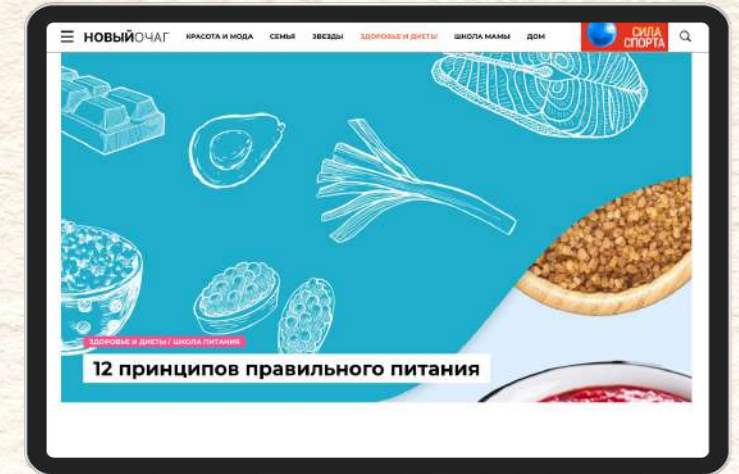 НОВЫЙОЧАГ КРАСОТА И МОДА СЕМЬЯ ЗВЕЗДЫ ЗДОРОВЬЕ И ДИЕТЫ ШКОЛА МАМЫ ДОМ
СИЛА
СПОРТА
ЗДОРОВЬЕ И ДИЕТЫ / ШКОЛА ПИТАНИЯ
12 принципов правильного питания